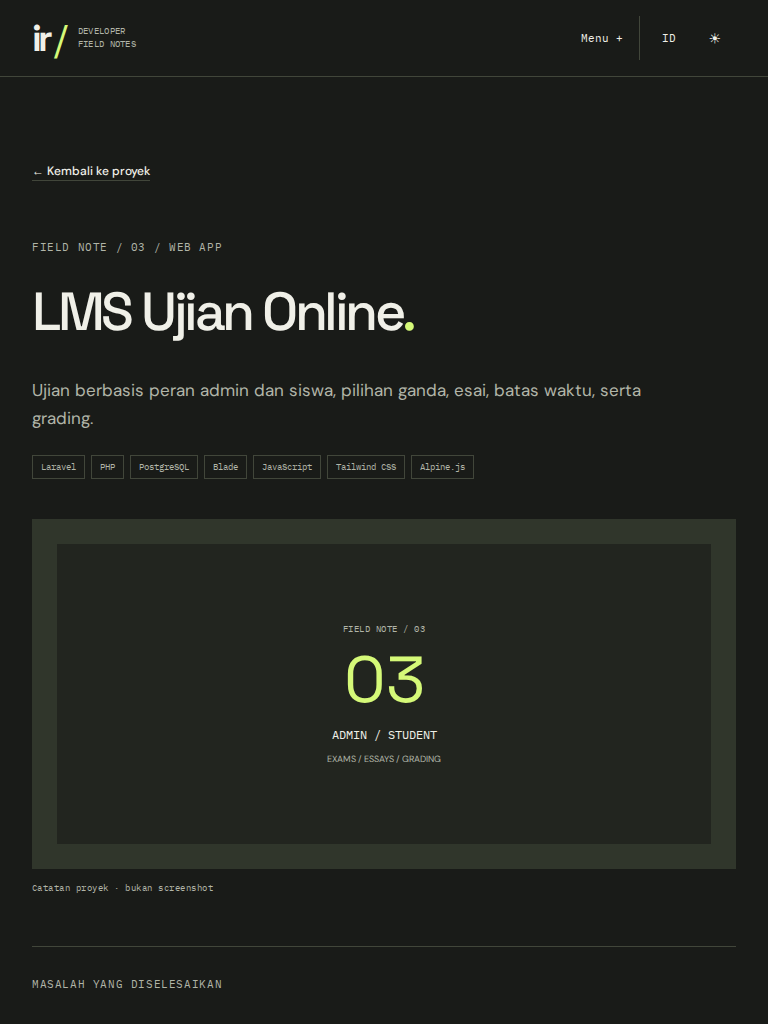 ir/ DEVELOPER
FIELD NOTES
Menu + ID ☀
← Kembali ke proyek
FIELD NOTE / 03 / WEB APP
LMS Ujian Online.
Ujian berbasis peran admin dan siswa, pilihan ganda, esai, batas waktu, serta
grading.
Laravel PHP PostgreSQL Blade JavaScript Tailwind CSS Alpine.js
FIELD NOTE / 03
03
ADMIN / STUDENT
EXAMS / ESSAYS / GRADING
Catatan proyek · bukan screenshot
MASALAH YANG DISELESAIKAN